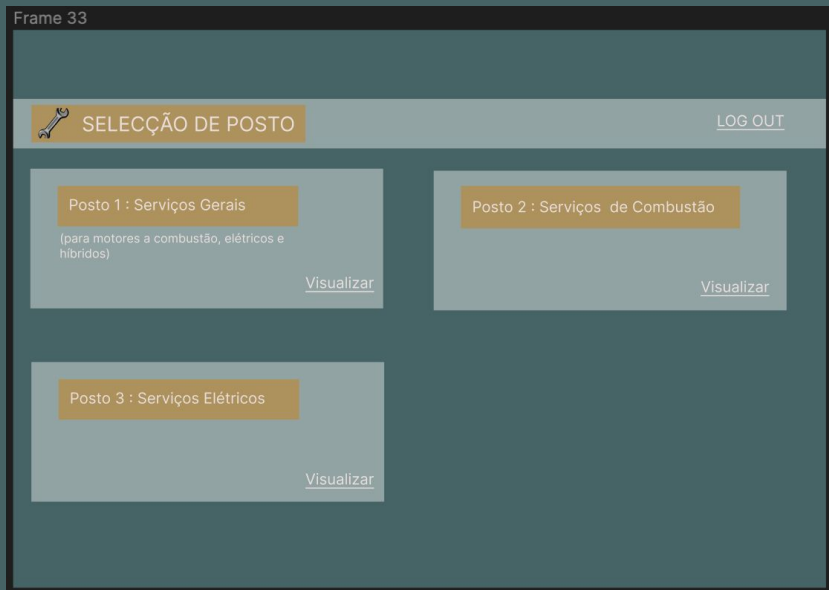 Frame 33
SELECÇÃO DE POSTO
LOG OUT
Posto 1 : Serviços Gerais
(para motores a combustão, elétricos e
híbridos)
Visualizar
Posto 2 : Serviços  de Combustão
Visualizar
Posto 3 : Serviços Elétricos
Visualizar